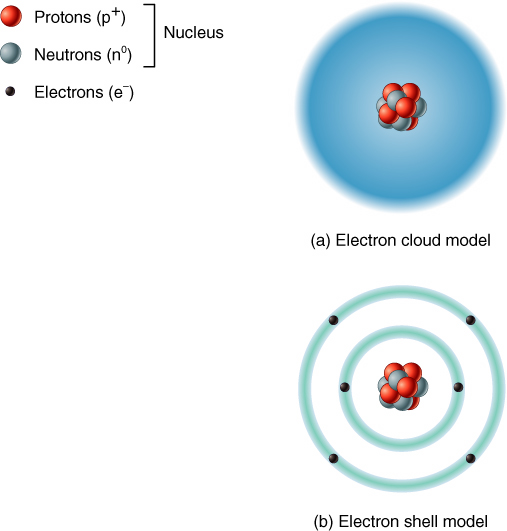 Protons (p⁺)
Nucleus
Neutrons (n⁰)
Electrons (e⁻)
(a) Electron cloud model
(b) Electron shell model